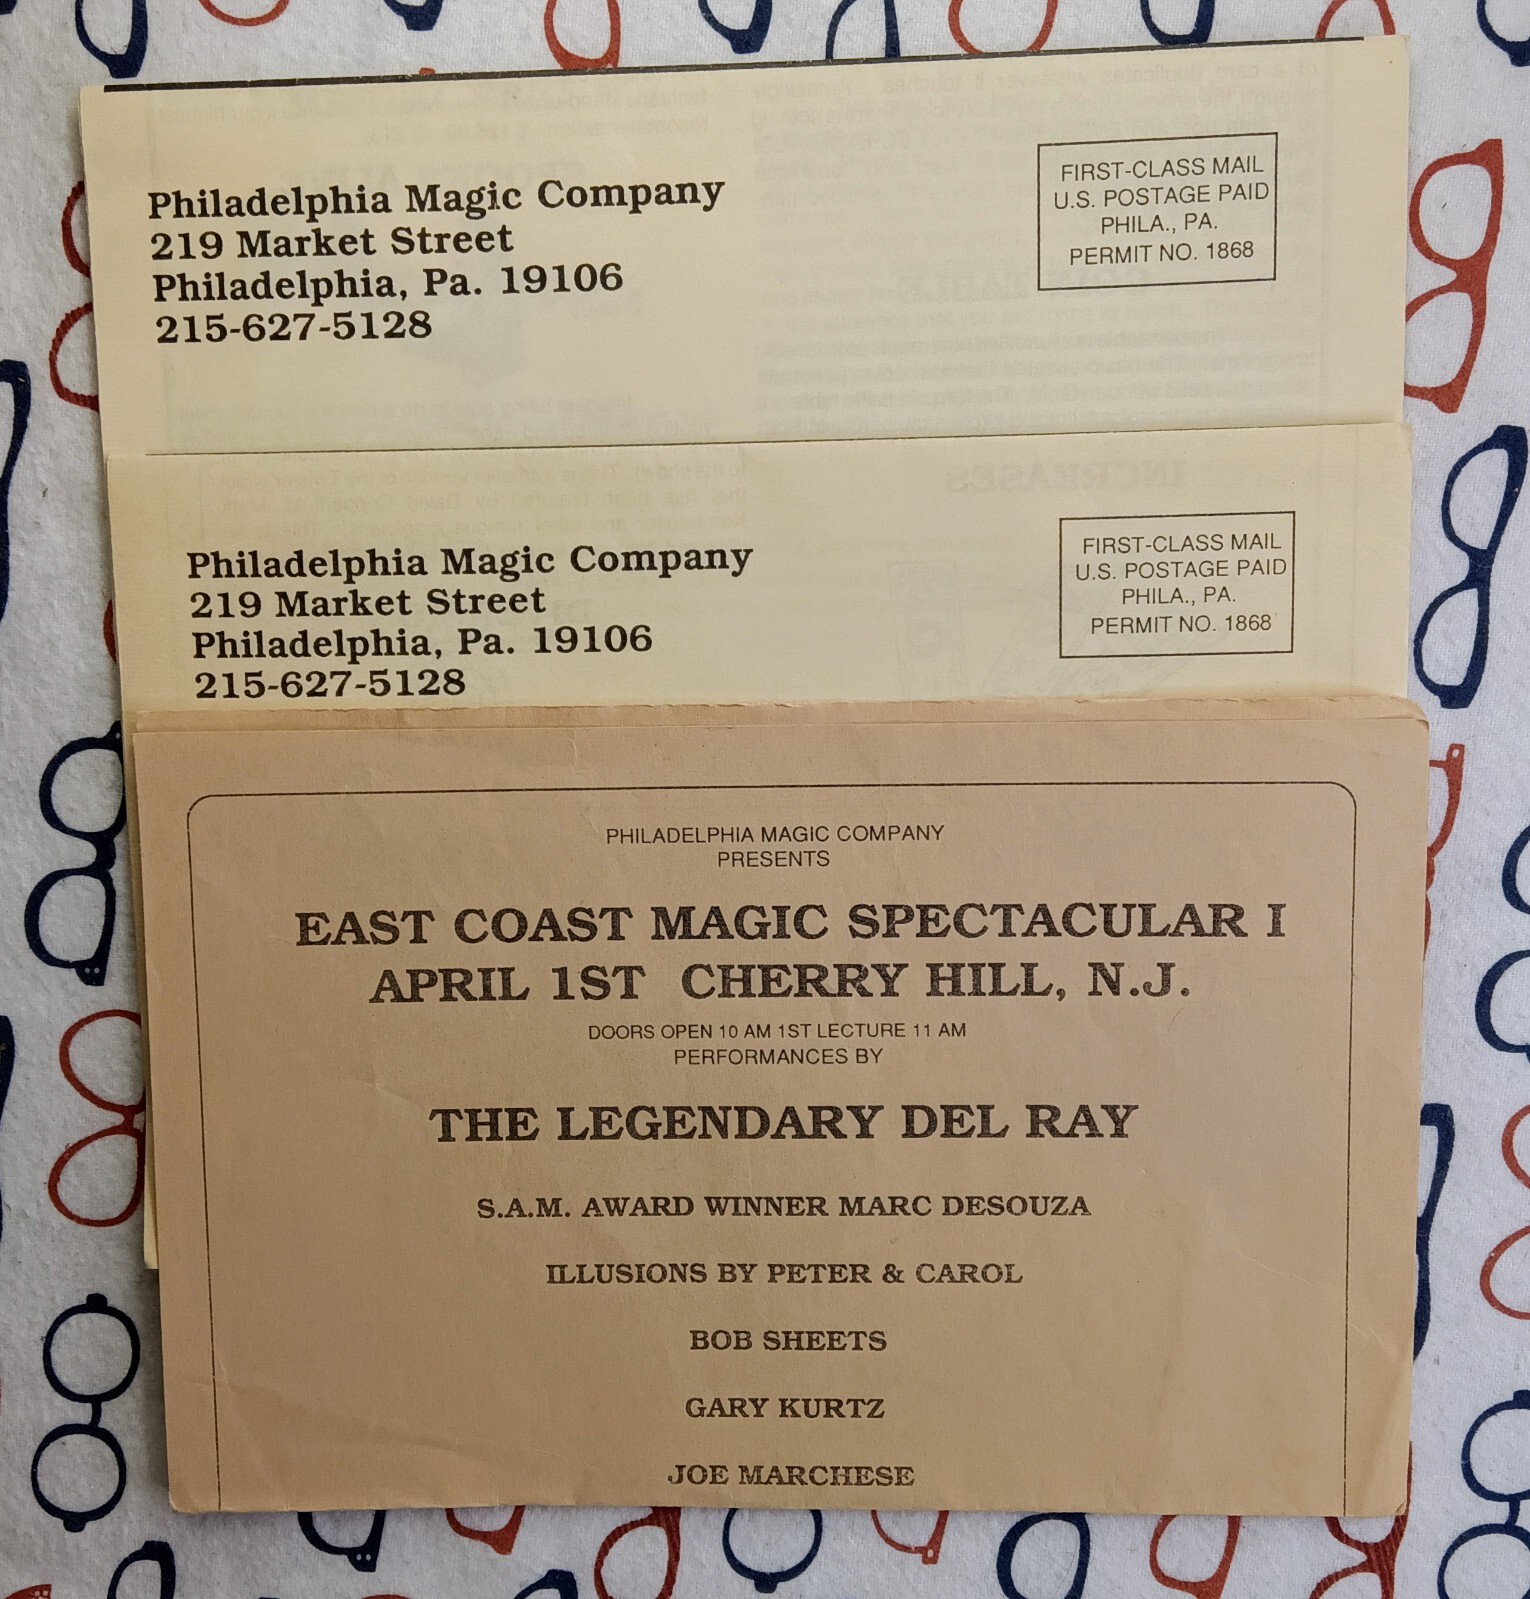 Philadelphia Magic Company
219 Market Street
Philadelphia, Pa. 19106
215-627-5128
FIRST-CLASS MAIL
U.S. POSTAGE PAID
PHILA., PA.
PERMIT NO. 1868
INCREASES
Philadelphia Magic Company
219 Market Street
Philadelphia, Pa. 19106
215-627-5128
FIRST-CLASS MAIL
U.S. POSTAGE PAID
PHILA., PA.
PERMIT NO. 1868
PHILADELPHIA MAGIC COMPANY
PRESENTS
EAST COAST MAGIC SPECTACULAR I
APRIL 1ST CHERRY HILL, N.J.
DOORS OPEN 10 AM 1ST LECTURE 11 AM
PERFORMANCES BY
THE LEGENDARY DEL RAY
S.A.M. AWARD WINNER MARC DESOUZA
ILLUSIONS BY PETER & CAROL
BOB SHEETS
GARY KURTZ
JOE MARCHESE